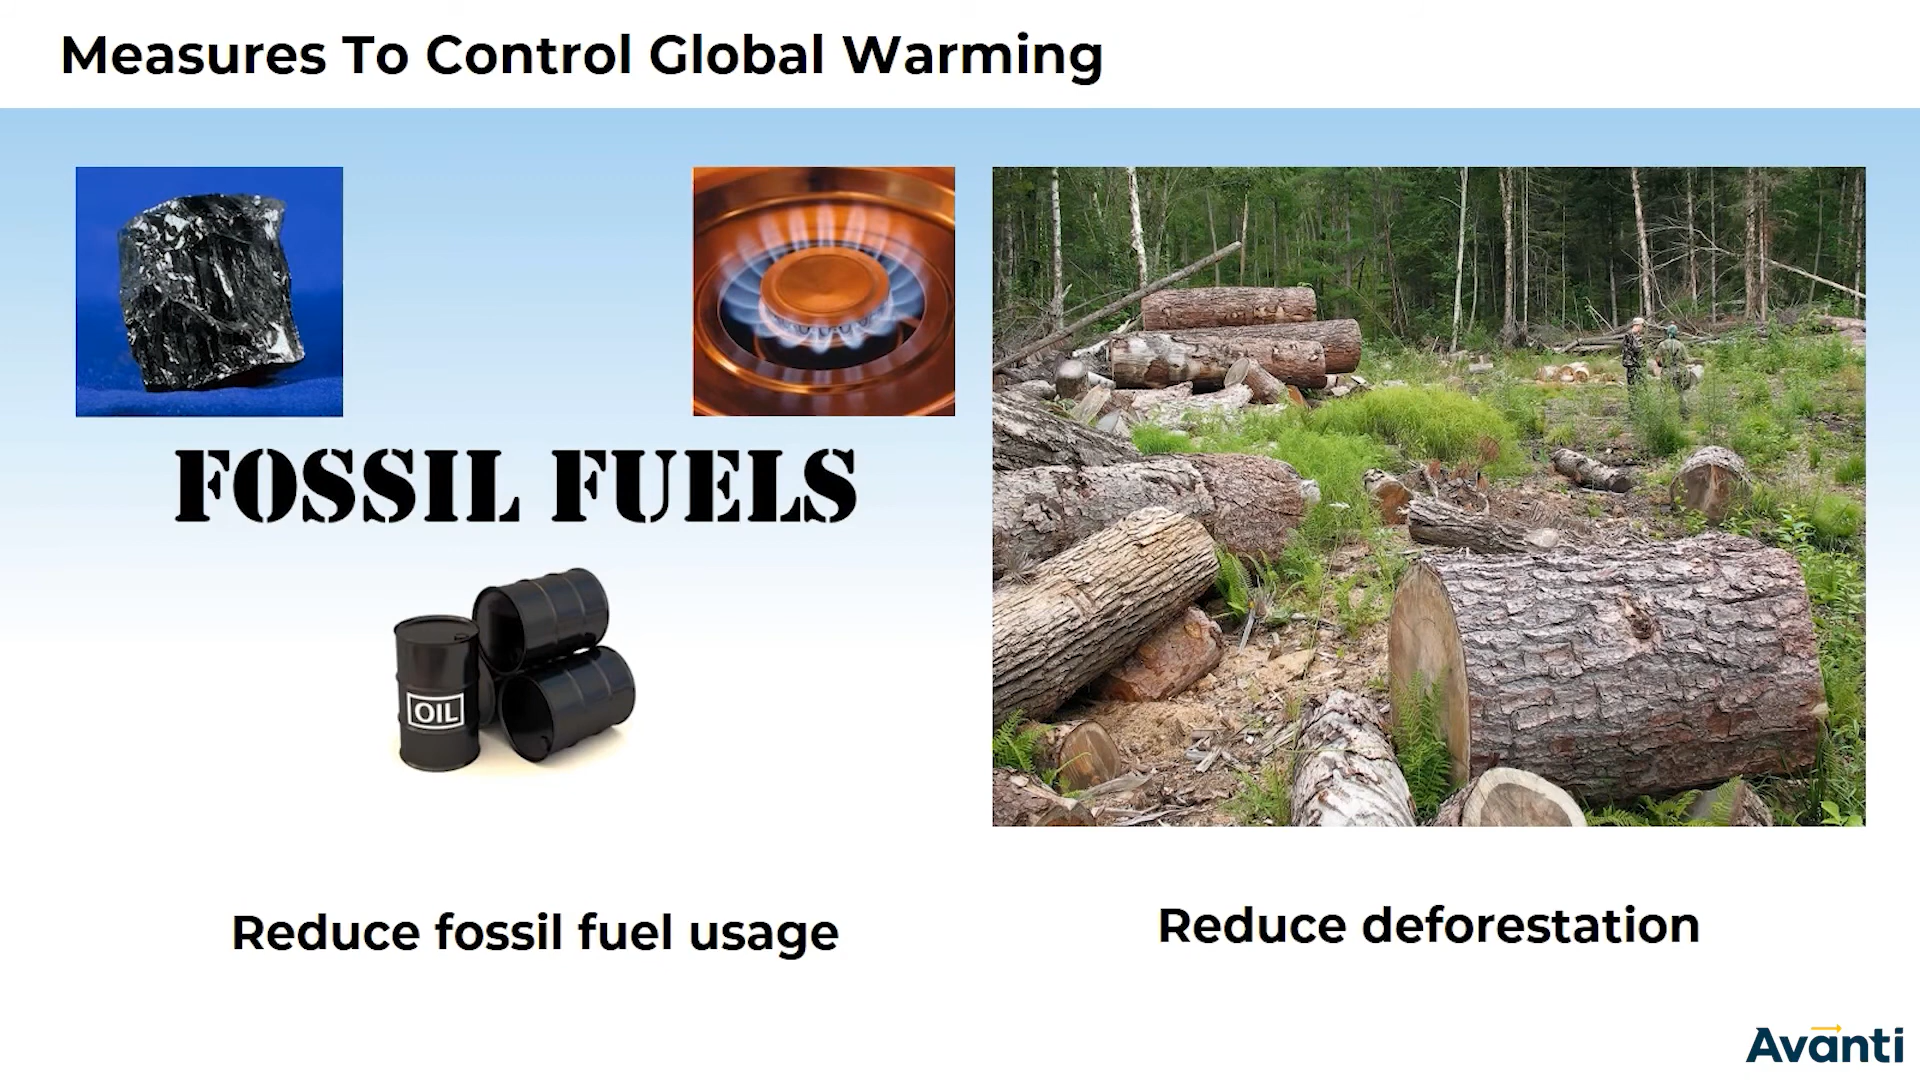 Measures To Control Global Warming
FOSSIL FUELS
OIL
Reduce fossil fuel usage
Reduce deforestation
Avanti